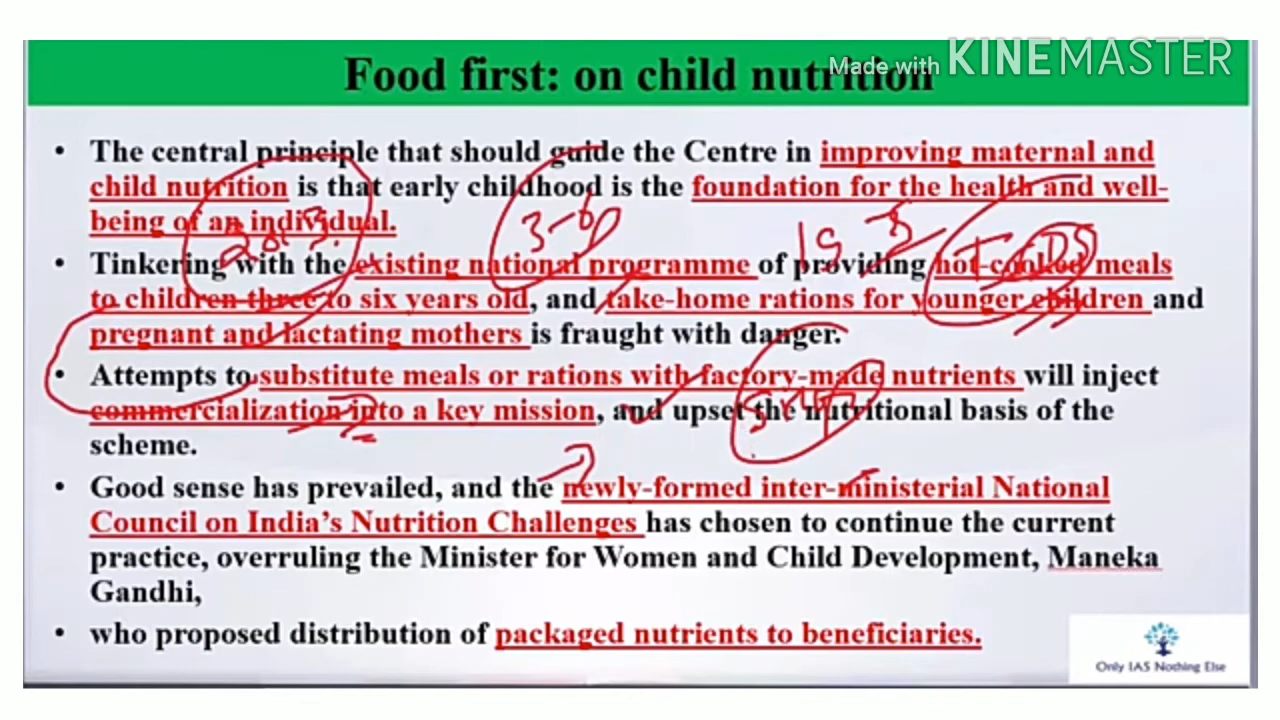 Made with KINEMASTER
Food first: on child nutrition
• The central principle that should guide the Centre in improving maternal and
child nutrition is that early childhood is the foundation for the health and well-
being of an individual.
• Tinkering with the existing national programme of providing hot-cooked meals
to children three to six years old, and take-home rations for younger children and
pregnant and lactating mothers is fraught with danger.
• Attempts to substitute meals or rations with factory-made nutrients will inject
commercialization into a key mission, and upset the nutritional basis of the
scheme.
• Good sense has prevailed, and the newly-formed inter-ministerial National
Council on India's Nutrition Challenges has chosen to continue the current
practice, overruling the Minister for Women and Child Development, Maneka
Gandhi,
• who proposed distribution of packaged nutrients to beneficiaries.
3-6
Only IAS Nothing Else